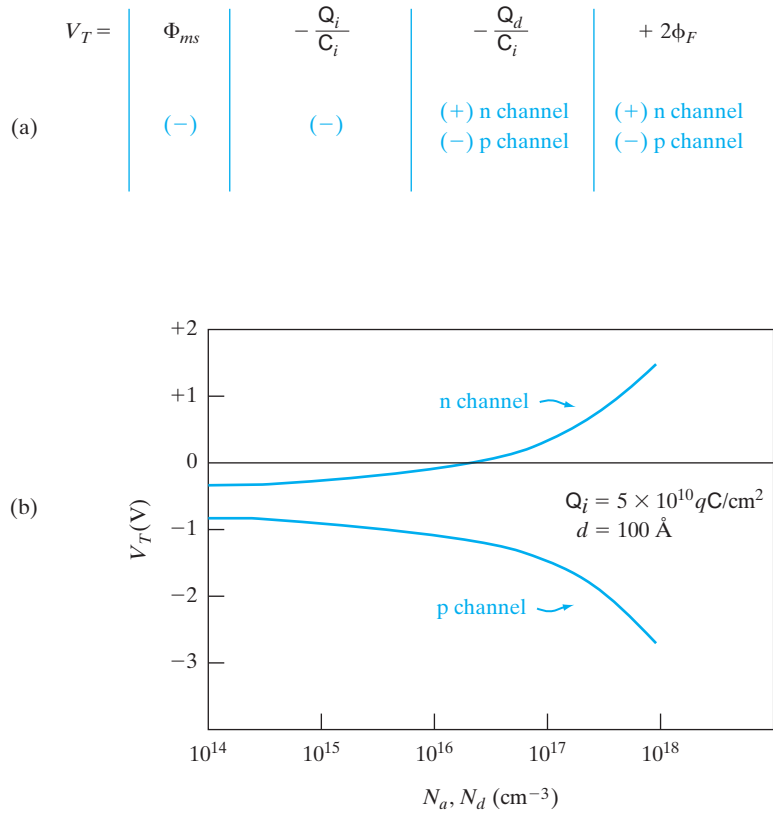 V_T = Φ_ms − Q_i/C_i − Q_d/C_i + 2ϕ_F
(a)
(−) (−) (+) n channel (+) n channel
(−) p channel (−) p channel
(b)
V_T(V)
+2
+1
0
−1
−2
−3
n channel
Q_i = 5 × 10^10 qC/cm^2
d = 100 Å
p channel
10^14 10^15 10^16 10^17 10^18
N_a, N_d (cm^−3)